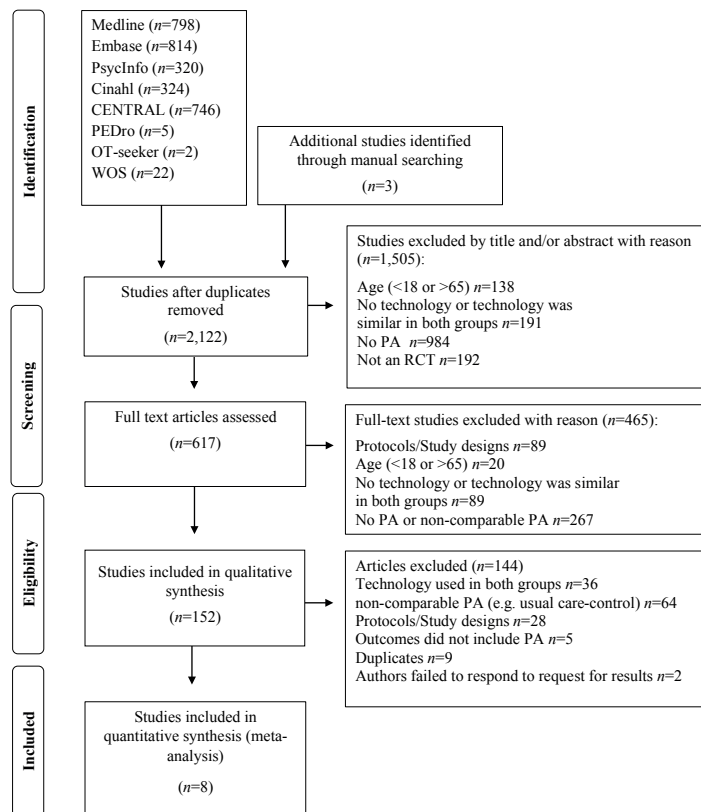 Identification
Medline (n=798)
Embase (n=814)
PsycInfo (n=320)
Cinahl (n=324)
CENTRAL (n=746)
PEDro (n=5)
OT-seeker (n=2)
WOS (n=22)
Additional studies identified
through manual searching
(n=3)
Studies after duplicates
removed
(n=2,122)
Studies excluded by title and/or abstract with reason
(n=1,505):
Age (<18 or >65) n=138
No technology or technology was
similar in both groups n=191
No PA n=984
Not an RCT n=192
Screening
Full text articles assessed
(n=617)
Full-text studies excluded with reason (n=465):
Protocols/Study designs n=89
Age (<18 or >65) n=20
No technology or technology was similar
in both groups n=89
No PA or non-comparable PA n=267
Eligibility
Studies included in qualitative
synthesis
(n=152)
Articles excluded (n=144)
Technology used in both groups n=36
non-comparable PA (e.g. usual care-control) n=64
Protocols/Study designs n=28
Outcomes did not include PA n=5
Duplicates n=9
Authors failed to respond to request for results n=2
Included
Studies included in
quantitative synthesis (meta-
analysis)
(n=8)